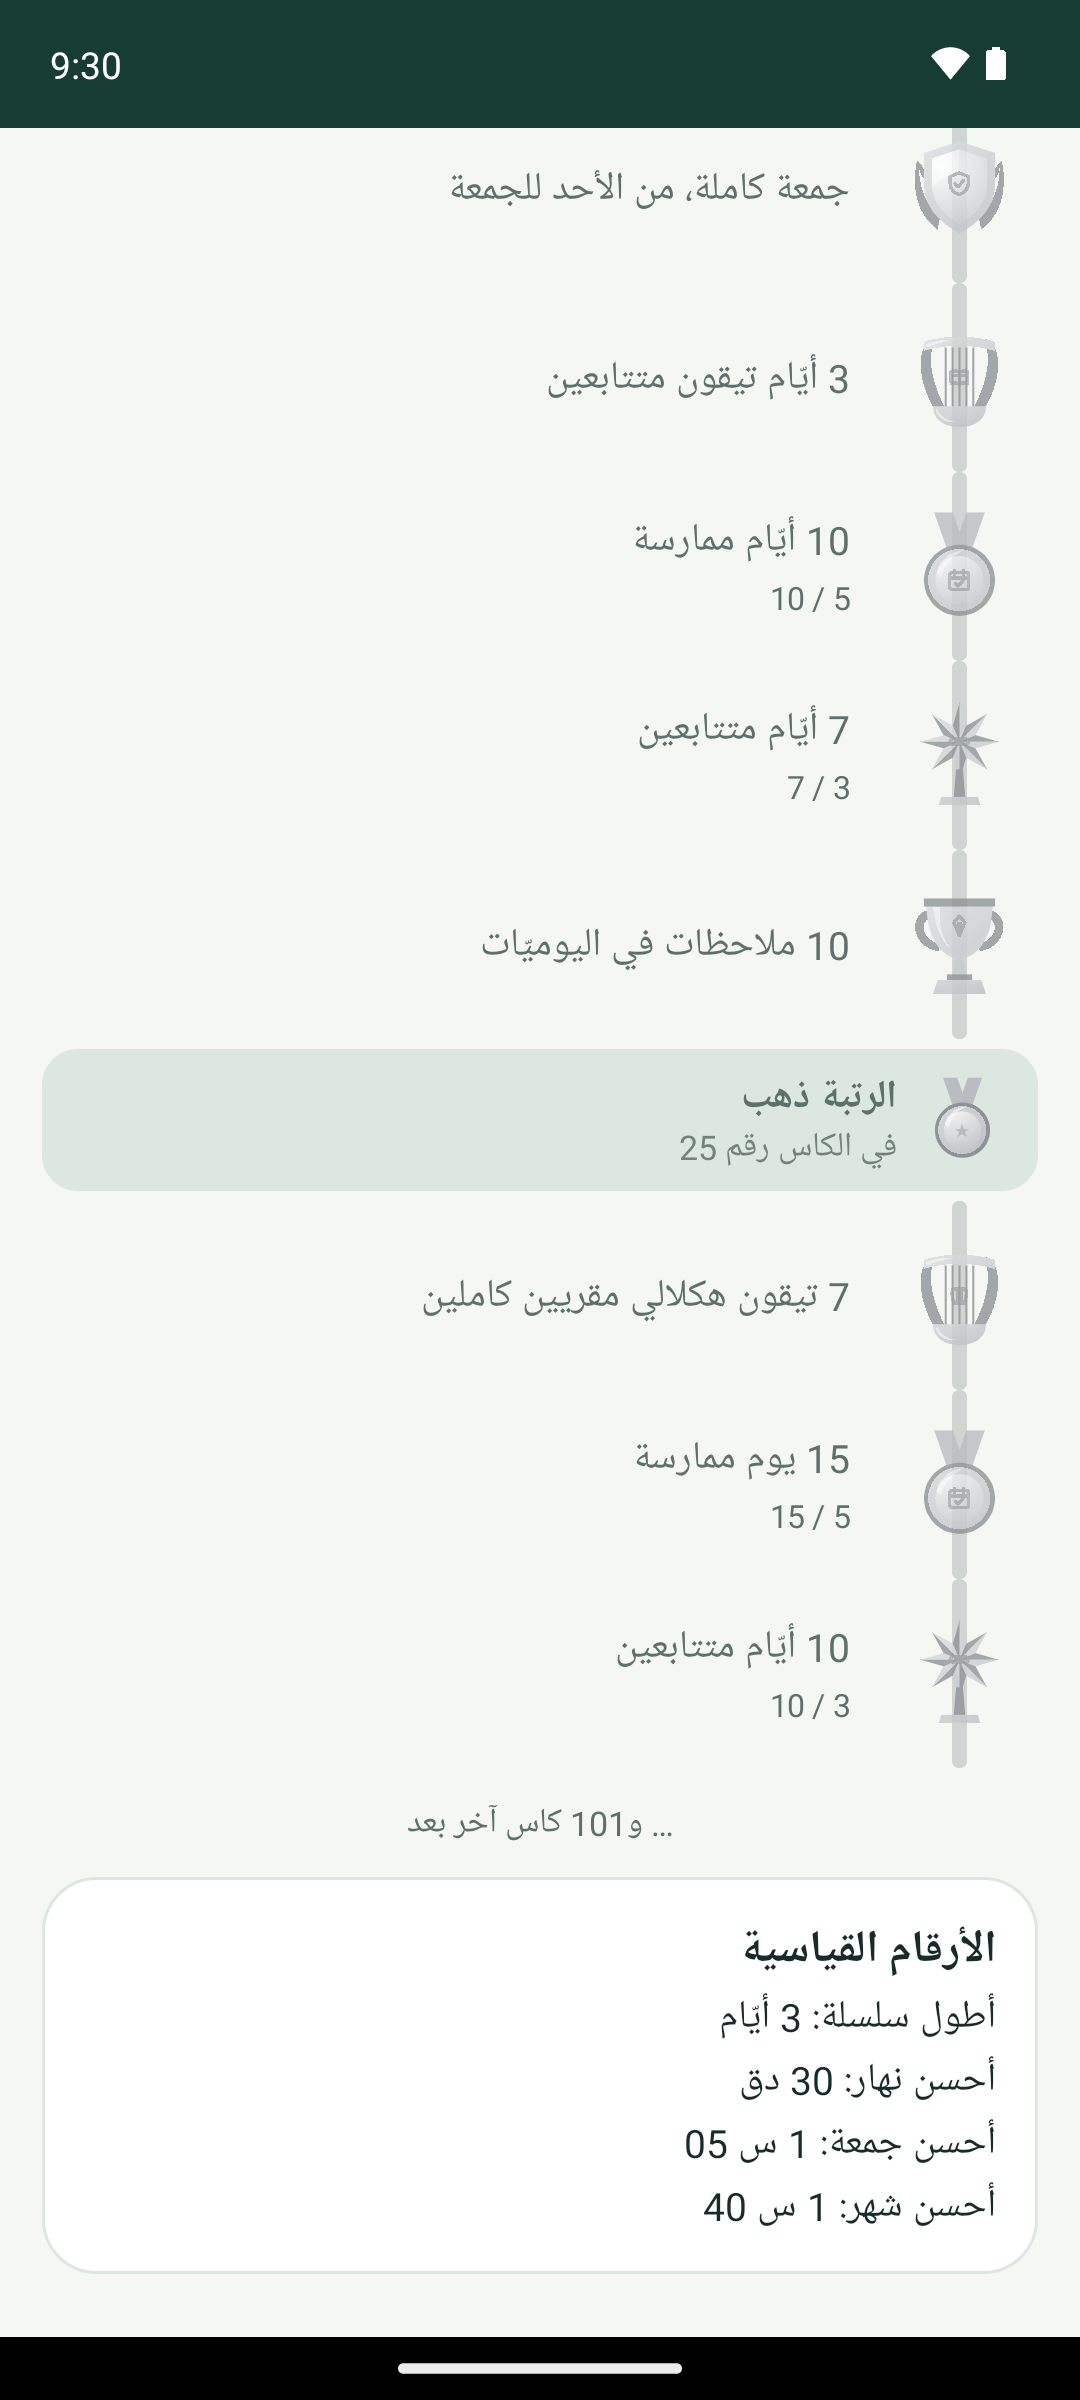 9:30
جمعة كاملة، من الأحد للجمعة
3 أيّام تيقون متتابعين
10 أيّام ممارسة
5 / 10
7 أيّام متتابعين
3 / 7
10 ملاحظات في اليوميّات
الرتبة ذهب
في الكاس رقم 25
7 تيقون هكلالي مقريين كاملين
15 يوم ممارسة
5 / 15
10 أيّام متتابعين
3 / 10
... و101 كاس آخر بعد
الأرقام القياسية
أطول سلسلة: 3 أيّام
أحسن نهار: 30 دق
أحسن جمعة: 1 س 05
أحسن شهر: 1 س 40